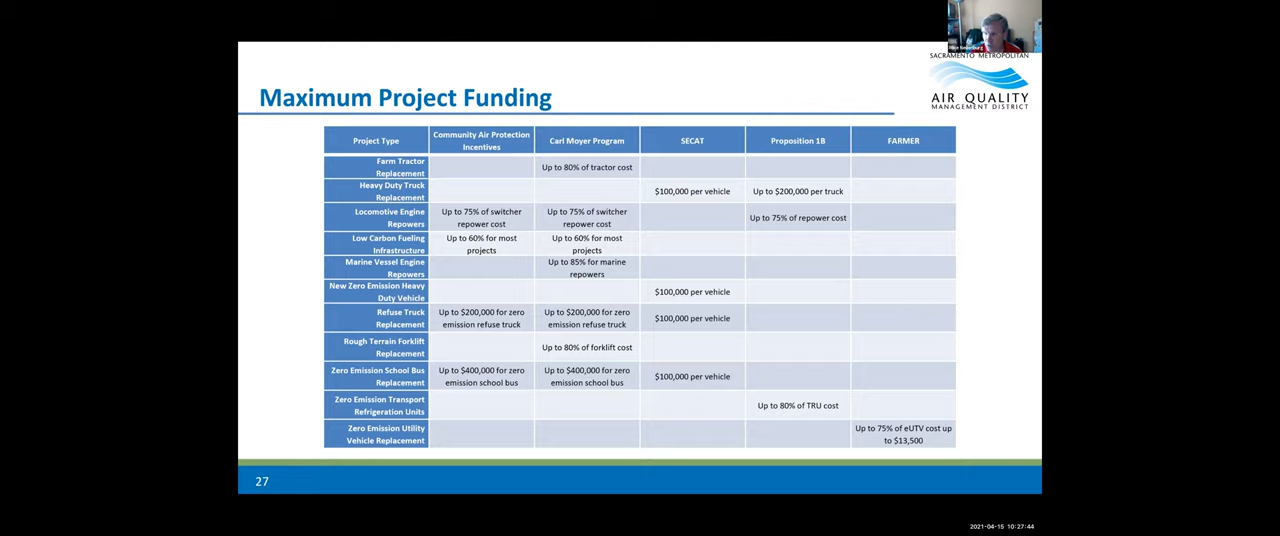 SACRAMENTO METROPOLITAN
AIR QUALITY
MANAGEMENT DISTRICT
Maximum Project Funding
Project Type
Community Air Protection
Incentives
Carl Moyer Program
SECAT
Proposition 1B
FARMER
Farm Tractor
Replacement
Up to 80% of tractor cost
Heavy Duty Truck
Replacement
$100,000 per vehicle
Up to $200,000 per truck
Locomotive Engine
Repowers
Up to 75% of switcher
repower cost
Up to 75% of switcher
repower cost
Up to 75% of repower cost
Low Carbon Fueling
Infrastructure
Up to 60% for most
projects
Up to 60% for most
projects
Marine Vessel Engine
Repowers
Up to 85% for marine
repowers
New Zero Emission Heavy
Duty Vehicle
$100,000 per vehicle
Refuse Truck
Replacement
Up to $200,000 for zero
emission refuse truck
Up to $200,000 for zero
emission refuse truck
$100,000 per vehicle
Rough Terrain Forklift
Replacement
Up to 80% of forklift cost
Zero Emission School Bus
Replacement
Up to $400,000 for zero
emission school bus
Up to $400,000 for zero
emission school bus
$100,000 per vehicle
Zero Emission Transport
Refrigeration Units
Up to 80% of TRU cost
Zero Emission Utility
Vehicle Replacement
Up to 75% of eUTV cost up
to $13,500
27
2021-04-15 10:27:44